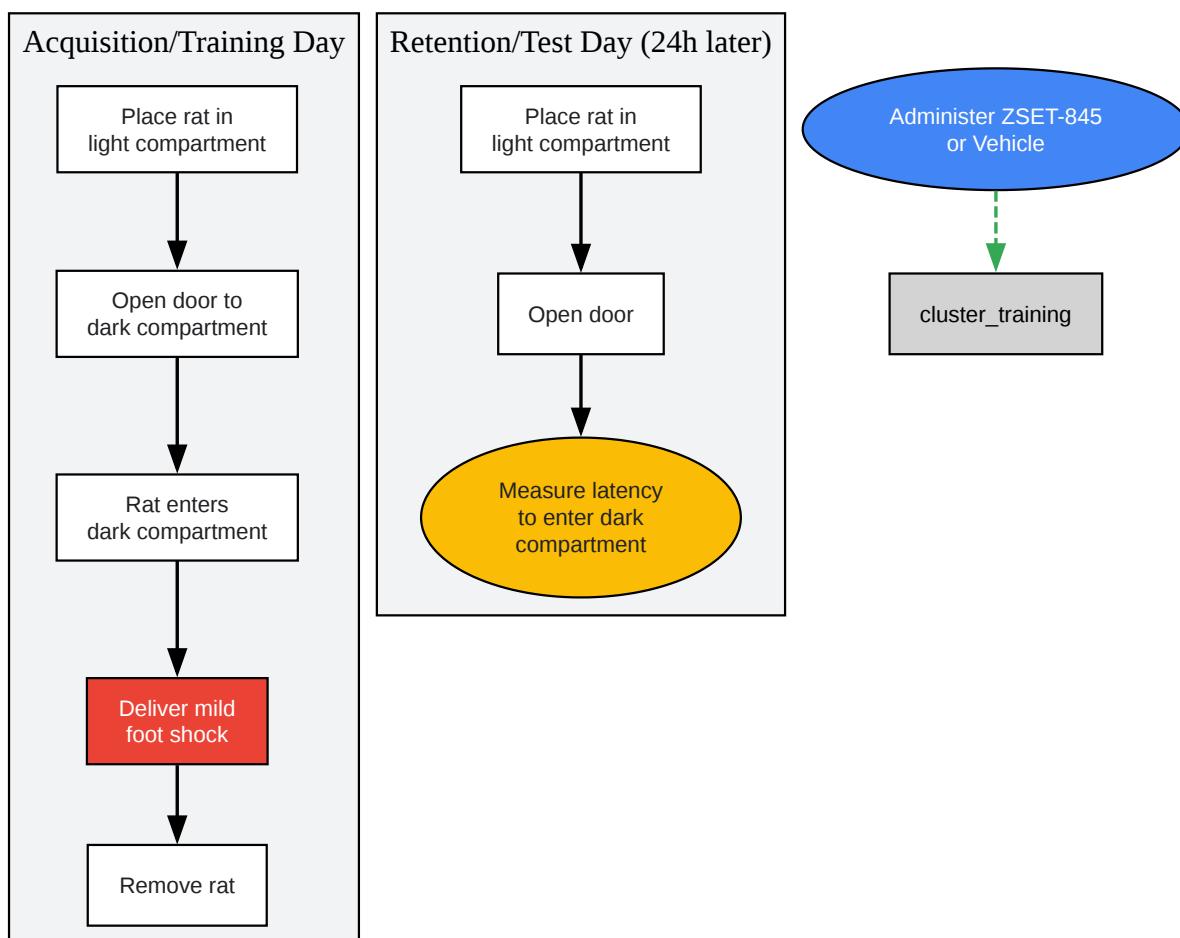 Acquisition/Training Day
Place rat in
light compartment
Open door to
dark compartment
Rat enters
dark compartment
Deliver mild
foot shock
Remove rat
Retention/Test Day (24h later)
Place rat in
light compartment
Open door
Measure latency
to enter dark
compartment
Administer ZSET-845
or Vehicle
cluster_training